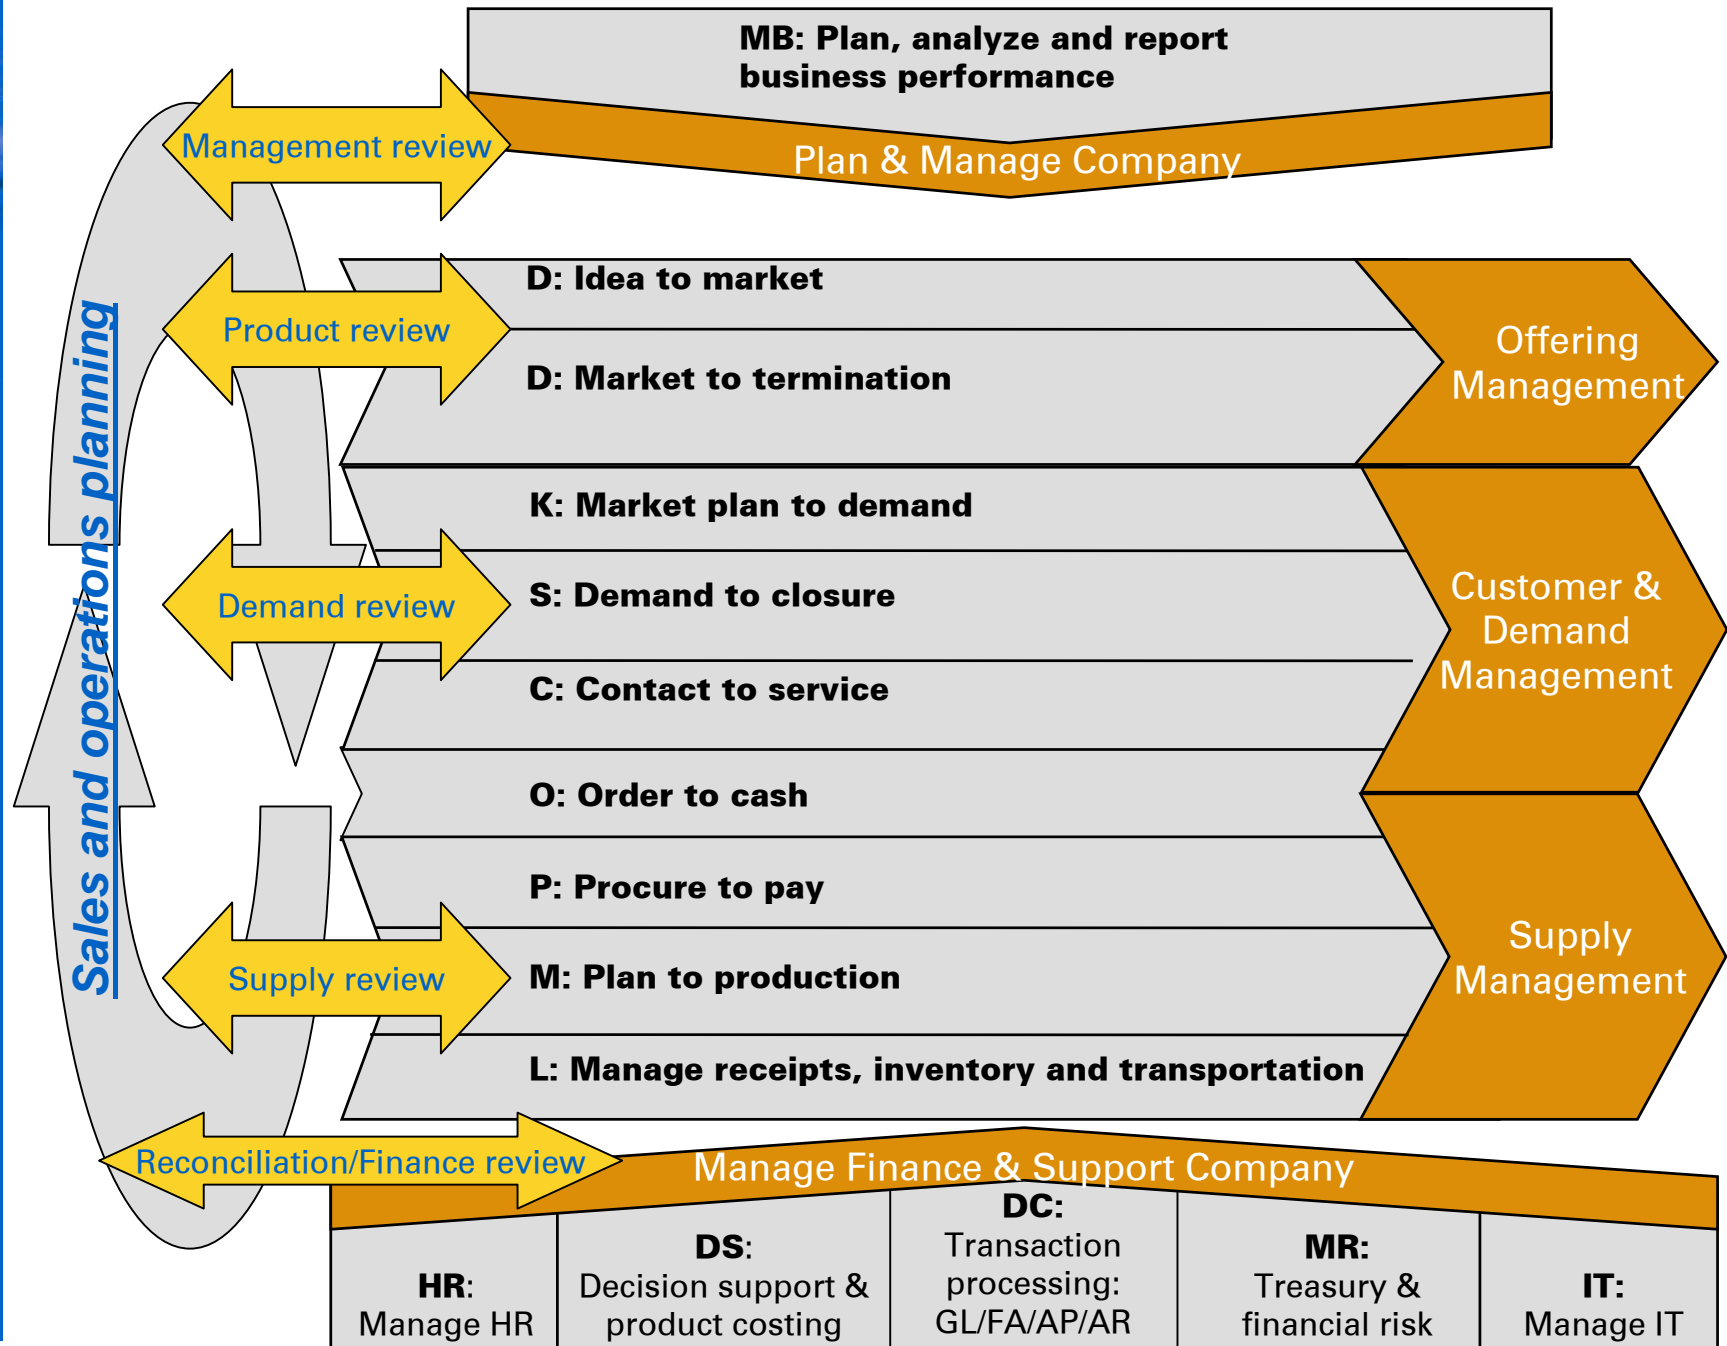 MB: Plan, analyze and report
business performance
Management review
Plan & Manage Company
Sales and operations planning
D: Idea to market
Product review
D: Market to termination
Offering
Management
K: Market plan to demand
Demand review
S: Demand to closure
C: Contact to service
Customer &
Demand
Management
O: Order to cash
P: Procure to pay
Supply review
M: Plan to production
L: Manage receipts, inventory and transportation
Supply
Management
Reconciliation/Finance review
Manage Finance & Support Company
HR:
Manage HR
DS:
Decision support &
product costing
DC:
Transaction
processing:
GL/FA/AP/AR
MR:
Treasury &
financial risk
IT:
Manage IT